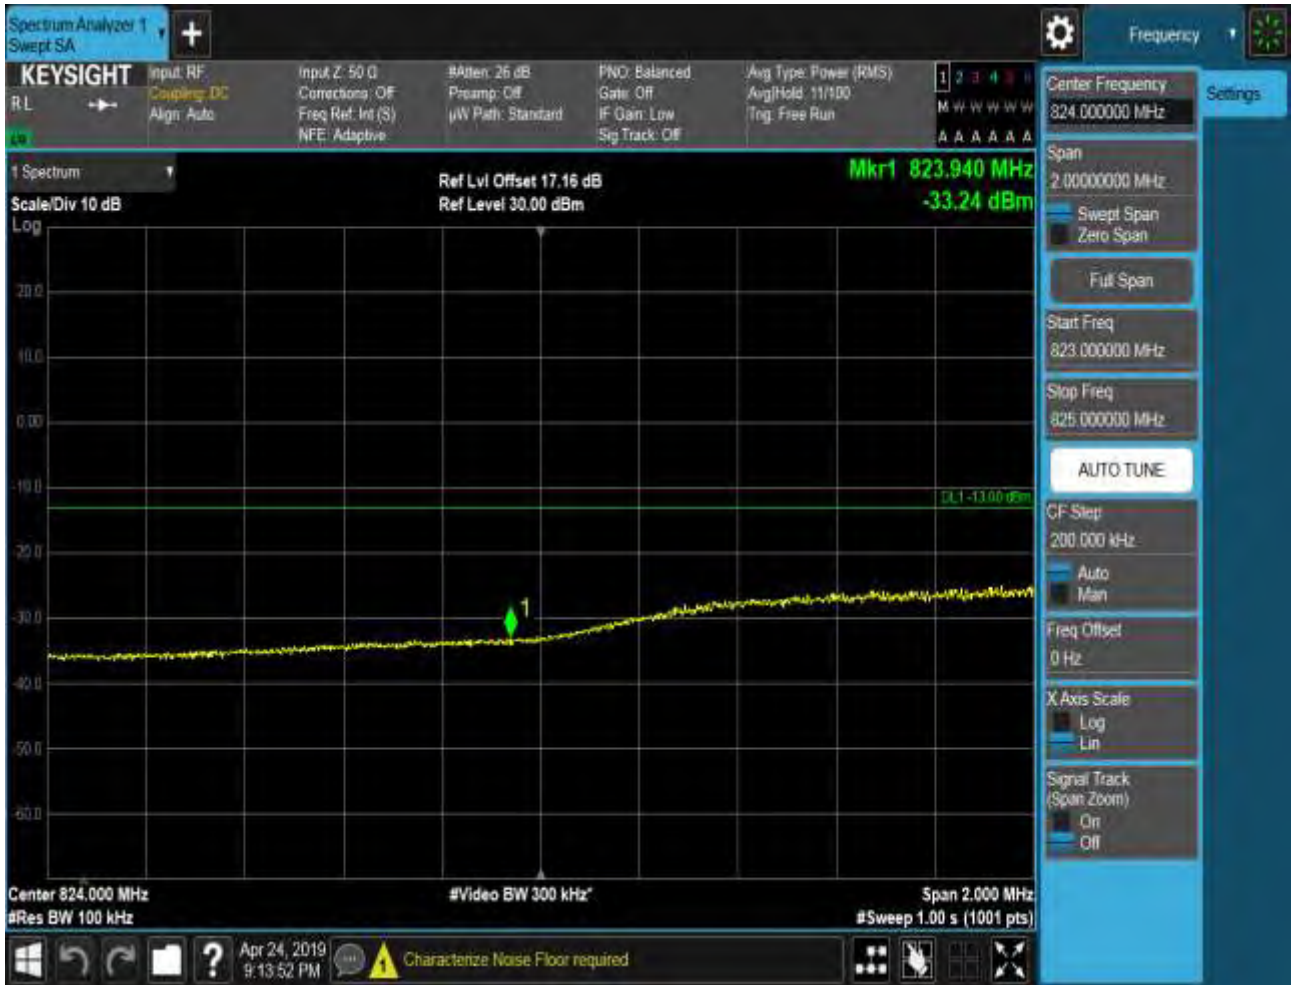 Spectrum Analyzer 1
Swept SA
Frequency
KEYSIGHT
RL
Input: RF
Coupling: DC
Align: Auto
Input Z: 50 Ω
Corrections: Off
Freq Ref: Int (S)
NFE: Adaptive
#Atten: 26 dB
Preamp: Off
µW Path: Standard
PNO: Balanced
Gate: Off
IF Gain: Low
Sig Track: Off
Avg Type: Power (RMS)
Avg|Hold: 11/100
Trig: Free Run
1 2 3 4 5 6
M W W W W W
A A A A A A
1 Spectrum
Scale/Div 10 dB
Log
Ref Lvl Offset 17.16 dB
Ref Level 30.00 dBm
Mkr1 823.940 MHz
-33.24 dBm
20.0
10.0
0.00
-10.0
DL1 -13.00 dBm
-20.0
1
-30.0
-40.0
-50.0
-60.0
Center 824.000 MHz
#Res BW 100 kHz
#Video BW 300 kHz*
Span 2.000 MHz
#Sweep 1.00 s (1001 pts)
Center Frequency
824.000000 MHz
Settings
Span
2.00000000 MHz
Swept Span
Zero Span
Full Span
Start Freq
823.000000 MHz
Stop Freq
825.000000 MHz
AUTO TUNE
CF Step
200.000 kHz
Auto
Man
Freq Offset
0 Hz
X Axis Scale
Log
Lin
Signal Track
(Span Zoom)
On
Off
?
Apr 24, 2019
9:13:52 PM
1
Characterize Noise Floor required